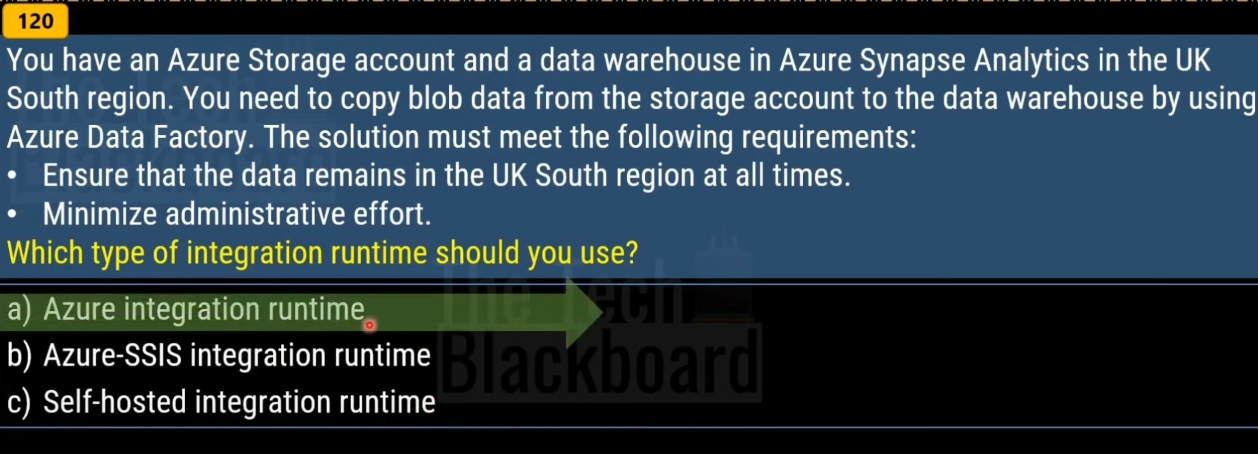 120
You have an Azure Storage account and a data warehouse in Azure Synapse Analytics in the UK
South region. You need to copy blob data from the storage account to the data warehouse by using
Azure Data Factory. The solution must meet the following requirements:
• Ensure that the data remains in the UK South region at all times.
• Minimize administrative effort.
Which type of integration runtime should you use?
a) Azure integration runtime
b) Azure-SSIS integration runtime
c) Self-hosted integration runtime
The Tech
Blackboard